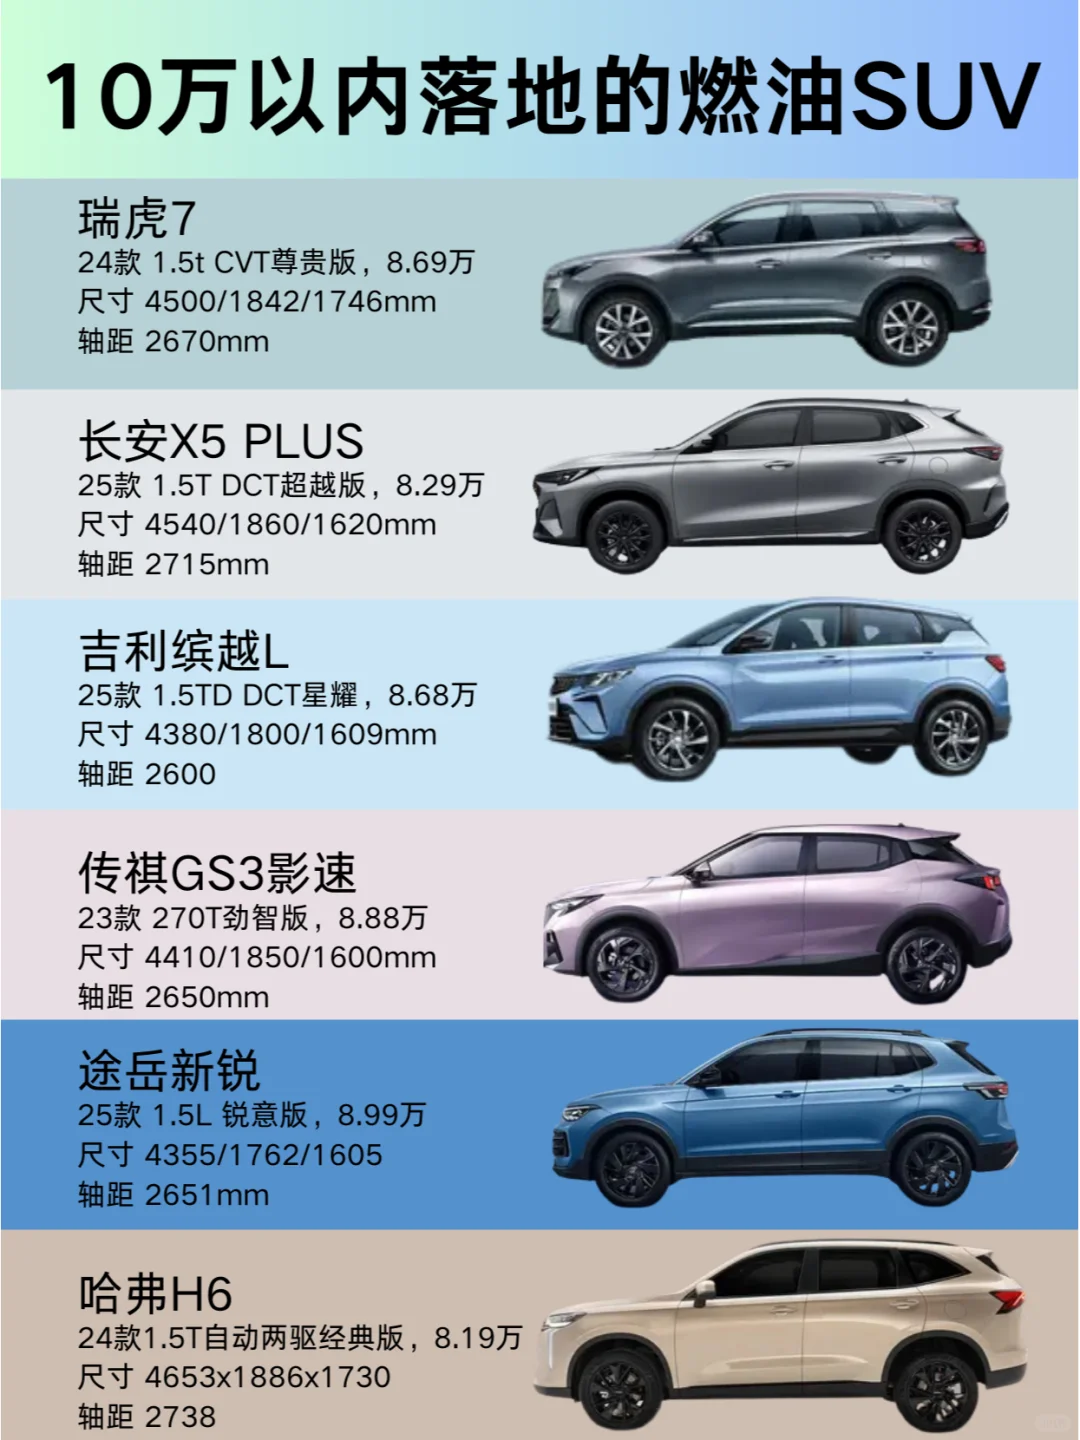 10万以内落地的燃油SUV
瑞虎7
24款 1.5t CVT尊贵版，8.69万
尺寸 4500/1842/1746mm
轴距 2670mm
长安X5 PLUS
25款 1.5T DCT超越版，8.29万
尺寸 4540/1860/1620mm
轴距 2715mm
吉利缤越L
25款 1.5TD DCT星耀，8.68万
尺寸 4380/1800/1609mm
轴距 2600
传祺GS3影速
23款 270T劲智版，8.88万
尺寸 4410/1850/1600mm
轴距 2650mm
途岳新锐
25款 1.5L 锐意版，8.99万
尺寸 4355/1762/1605
轴距 2651mm
哈弗H6
24款1.5T自动两驱经典版，8.19万
尺寸 4653x1886x1730
轴距 2738